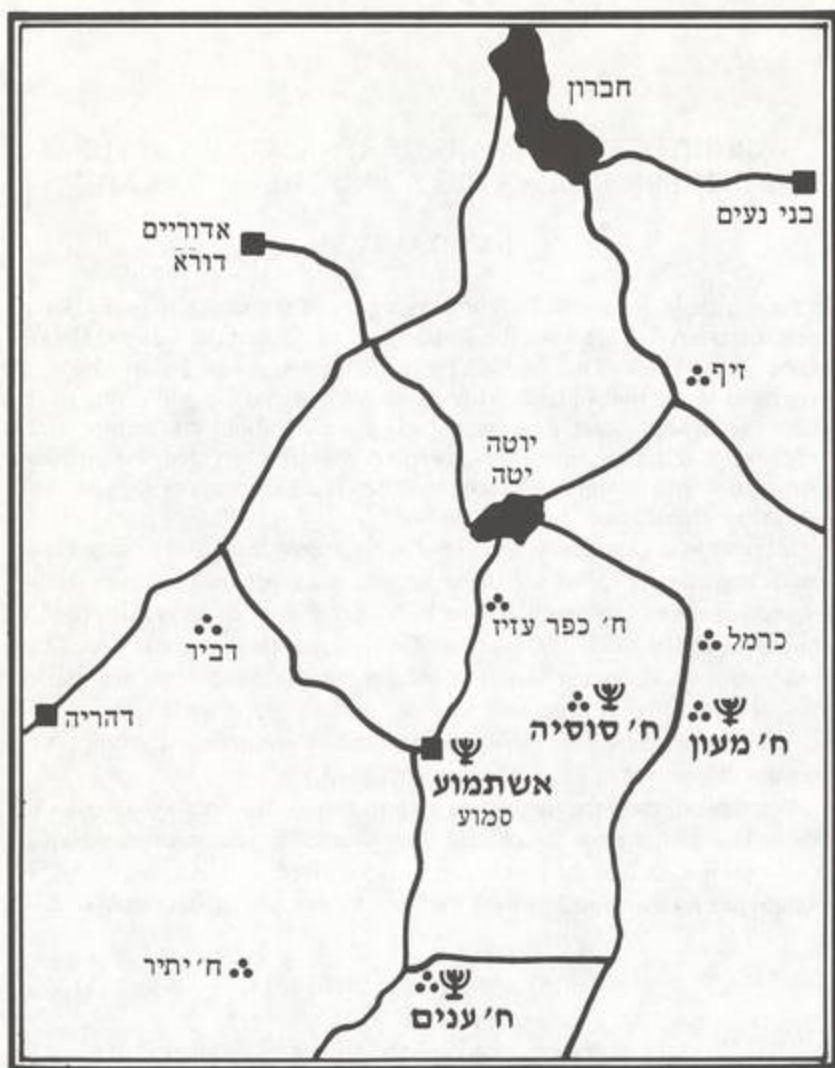 חברון
בני נעים
אדוריים
דורא
זיף
יוטה
יטה
ח׳ כפר עזיז
דביר
כרמל
דהריה
ח׳ סוסיה
ח׳ מעון
אשתמוע
סמוע
ח׳ יתיר
ח׳ ענים